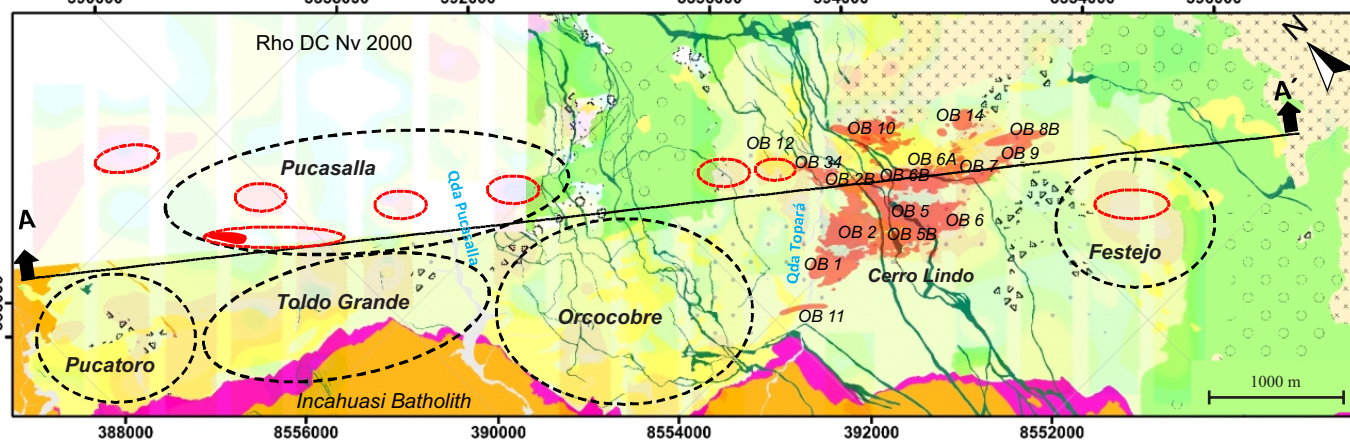 Rho DC Nv 2000
N
A´
OB 14
OB 10
OB 8B
OB 12
OB 9
OB 34
OB 6A
OB 7
Pucasalla
OB 2B
OB 6B
Qda Pucasalla
OB 5
OB 6
A
Qda Topará
OB 2
OB 5B
Festejo
OB 1
Cerro Lindo
Toldo Grande
Orcocobre
OB 11
Pucatoro
Incahuasi Batholith
1000 m
388000
8556000
390000
8554000
392000
8552000